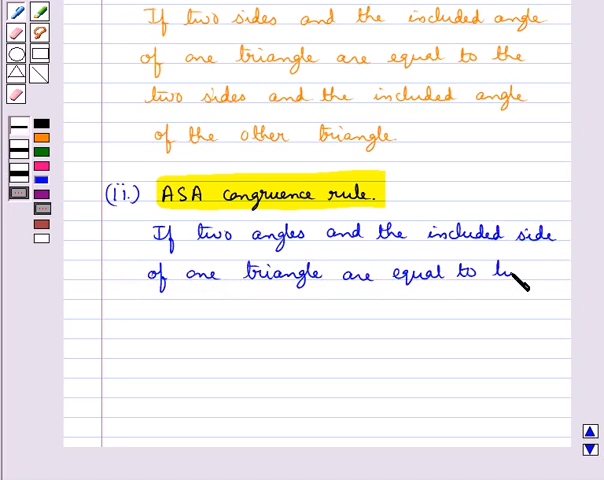 If two sides and the included angle
of one triangle are equal to the
two sides and the included angle
of the other triangle.
(ii.) ASA congruence rule.
If two angles and the included side
of one triangle are equal to